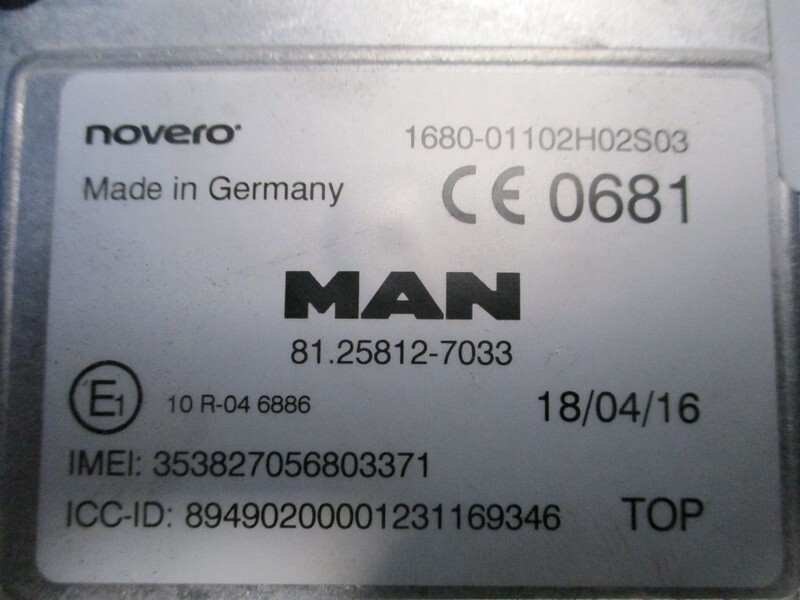 novero 1680-01102H02S03
Made in Germany CE 0681
MAN
81.25812-7033
E1 10 R-04 6886 18/04/16
IMEI: 353827056803371
ICC-ID: 89490200001231169346 TOP